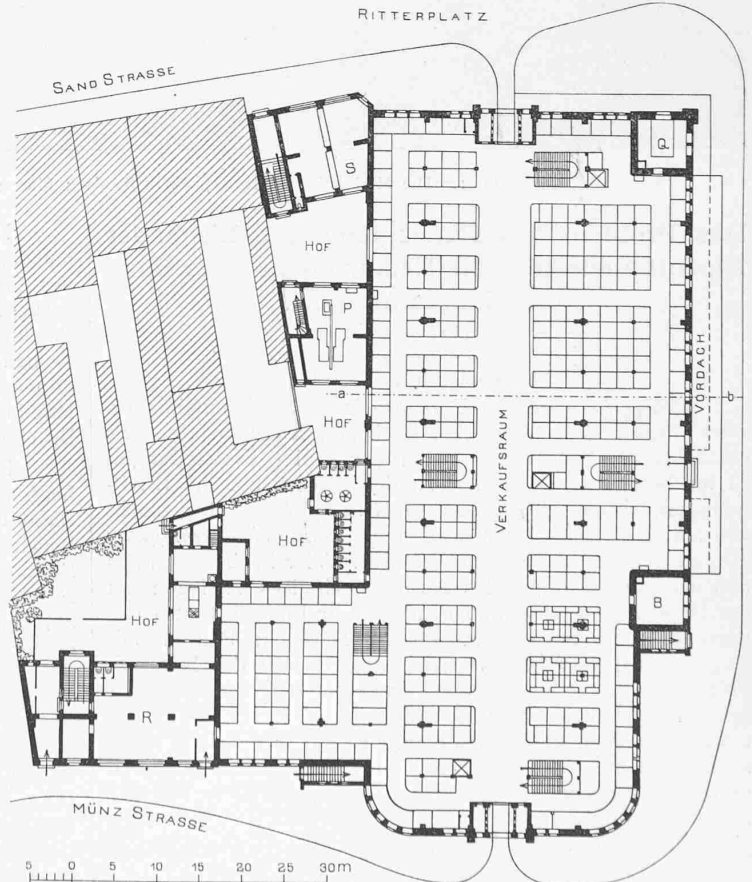 RITTERPLATZ
SAND STRASSE
Q
S
HOF
P
VORDACH
a
b
HOF
VERKAUFSRAUM
HOF
B
HOF
R
MÜNZ STRASSE
5 0 5 10 15 20 25 30m